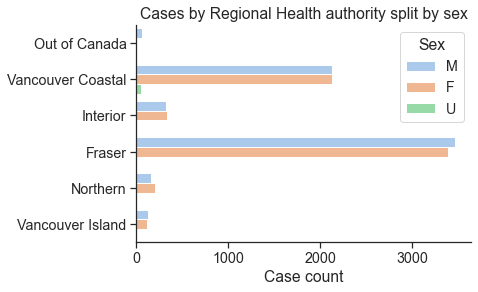 Cases by Regional Health authority split by sex
Out of Canada
Vancouver Coastal
Interior
Fraser
Northern
Vancouver Island
Sex
M
F
U
0 1000 2000 3000
Case count